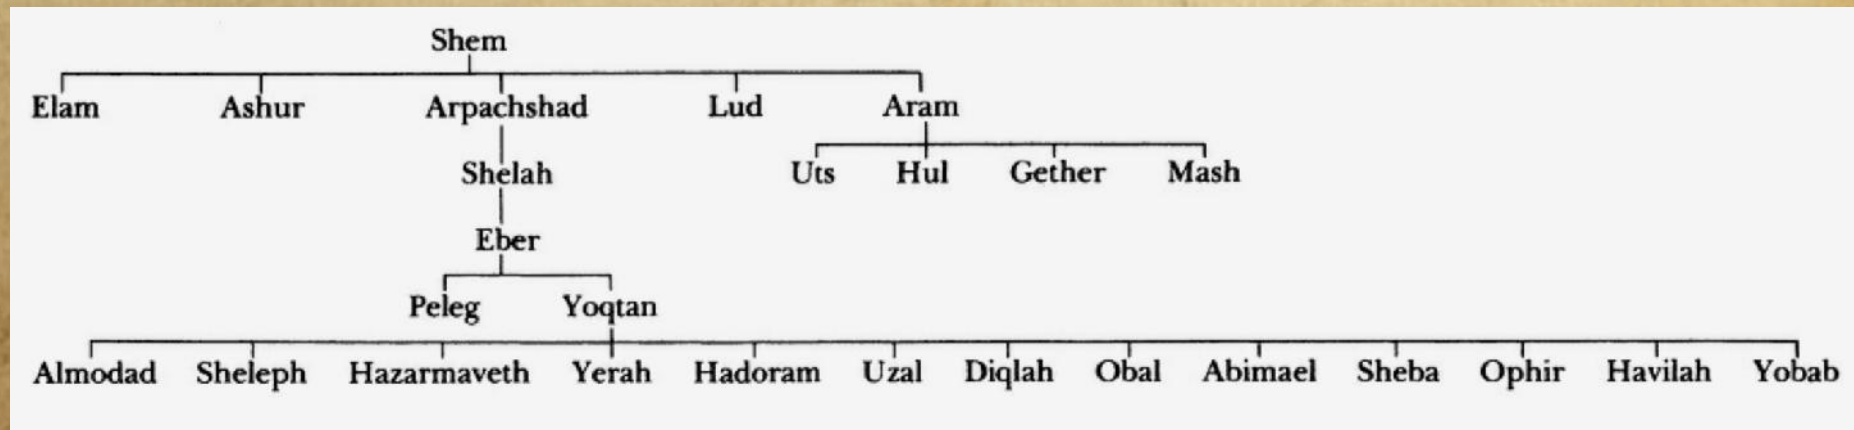 Shem
Elam Ashur Arpachshad Lud Aram
Shelah Uts Hul Gether Mash
Eber
Peleg Yoqtan
Almodad Sheleph Hazarmaveth Yerah Hadoram Uzal Diqlah Obal Abimael Sheba Ophir Havilah Yobab